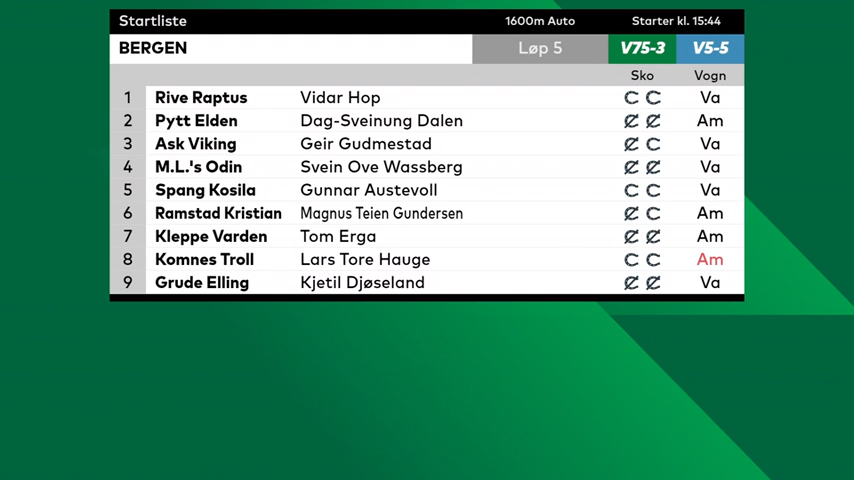 Startliste 1600m Auto Starter kl. 15:44
BERGEN Løp 5 V75-3 V5-5
Sko Vogn
1 Rive Raptus Vidar Hop Va
2 Pytt Elden Dag-Sveinung Dalen Am
3 Ask Viking Geir Gudmestad Va
4 M.L.'s Odin Svein Ove Wassberg Va
5 Spang Kosila Gunnar Austevoll Va
6 Ramstad Kristian Magnus Teien Gundersen Am
7 Kleppe Varden Tom Erga Am
8 Komnes Troll Lars Tore Hauge Am
9 Grude Elling Kjetil Djøseland Va